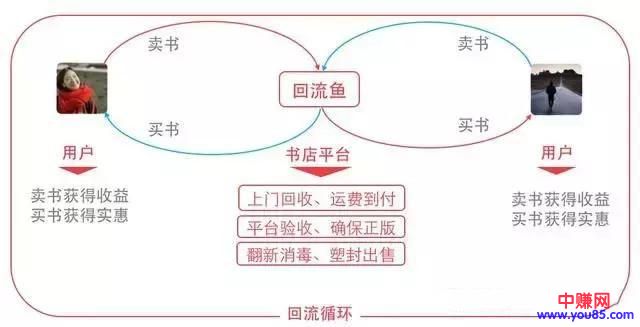 卖书
卖书
回流鱼
买书
买书
用户
书店平台
用户
卖书获得收益
买书获得实惠
上门回收、运费到付
平台验收、确保正版
翻新消毒、塑封出售
卖书获得收益
买书获得实惠
回流循环
中赚网
www.you85.com